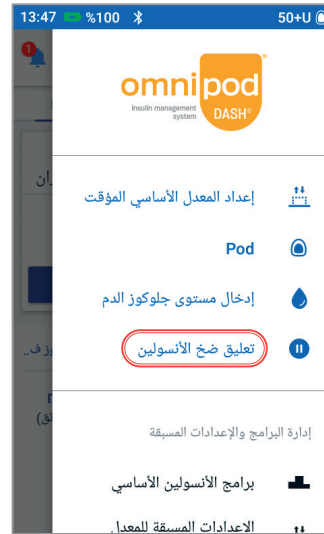 13:47 %100 50+U
1
omnipod
Insulin management
system
DASH®
إعداد المعدل الأساسي المؤقت
Pod
إدخال مستوى جلوكوز الدم
تعليق ضخ الأنسولين
إدارة البرامج والإعدادات المسبقة
برامج الأنسولين الأساسي
الإعدادات المسبقة للمعدل